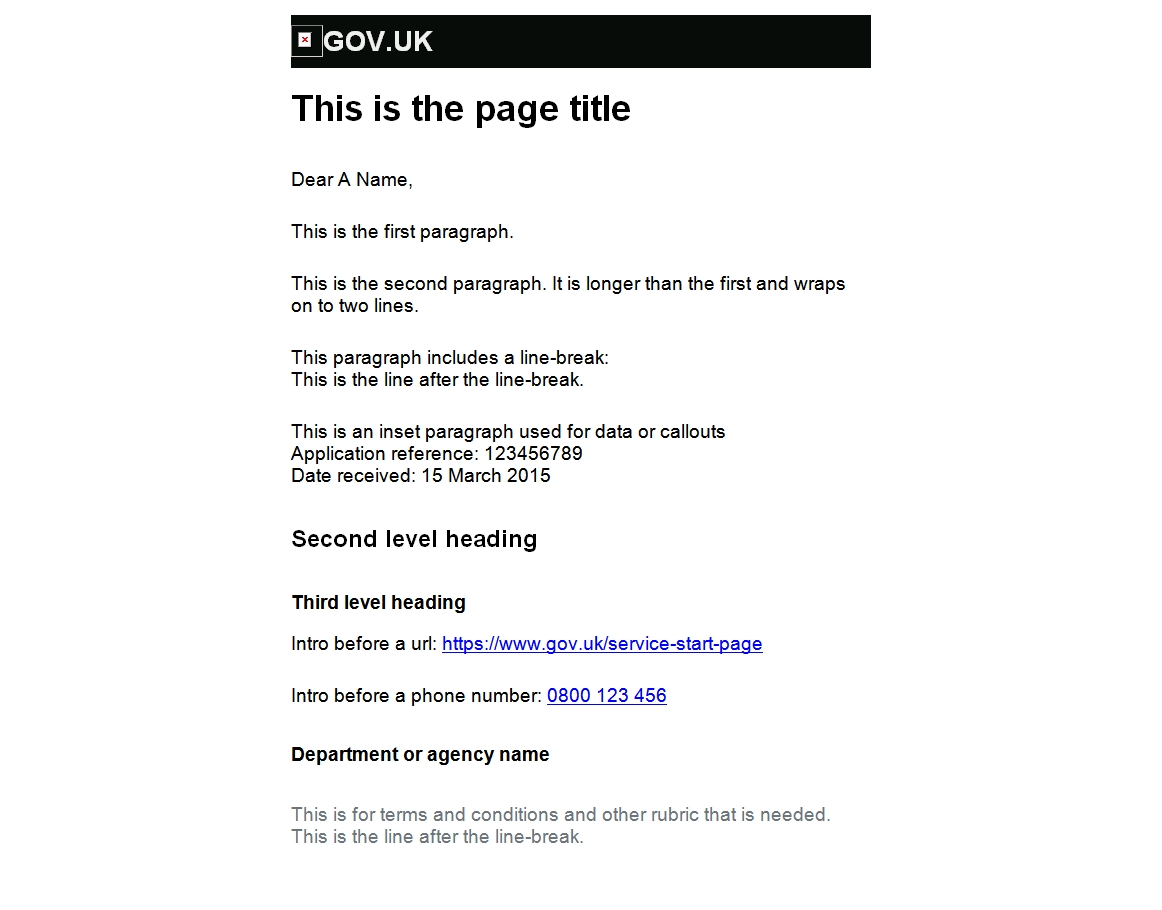 GOV.UK
This is the page title
Dear A Name,
This is the first paragraph.
This is the second paragraph. It is longer than the first and wraps
on to two lines.
This paragraph includes a line-break:
This is the line after the line-break.
This is an inset paragraph used for data or callouts
Application reference: 123456789
Date received: 15 March 2015
Second level heading
Third level heading
Intro before a url: https://www.gov.uk/service-start-page
Intro before a phone number: 0800 123 456
Department or agency name
This is for terms and conditions and other rubric that is needed.
This is the line after the line-break.